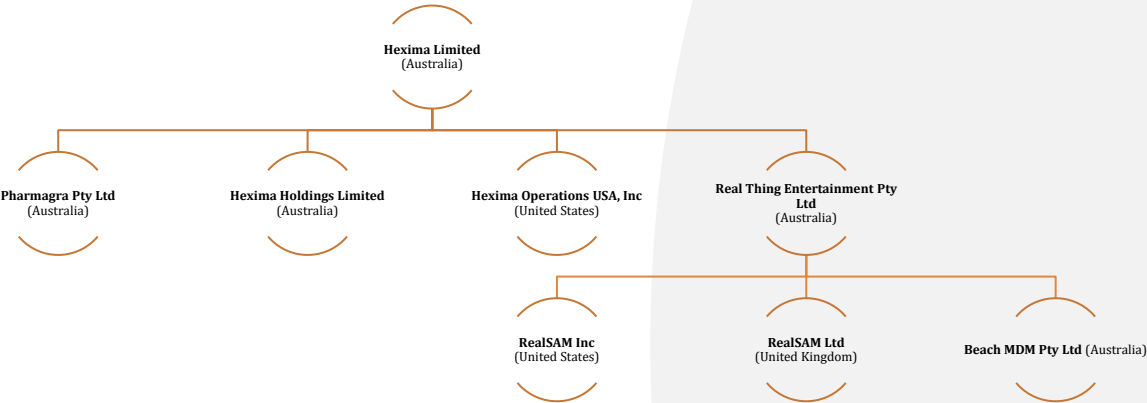 Hexima Limited
(Australia)
Pharmagra Pty Ltd
(Australia)
Hexima Holdings Limited
(Australia)
Hexima Operations USA, Inc
(United States)
Real Thing Entertainment Pty
Ltd
(Australia)
RealSAM Inc
(United States)
RealSAM Ltd
(United Kingdom)
Beach MDM Pty Ltd (Australia)